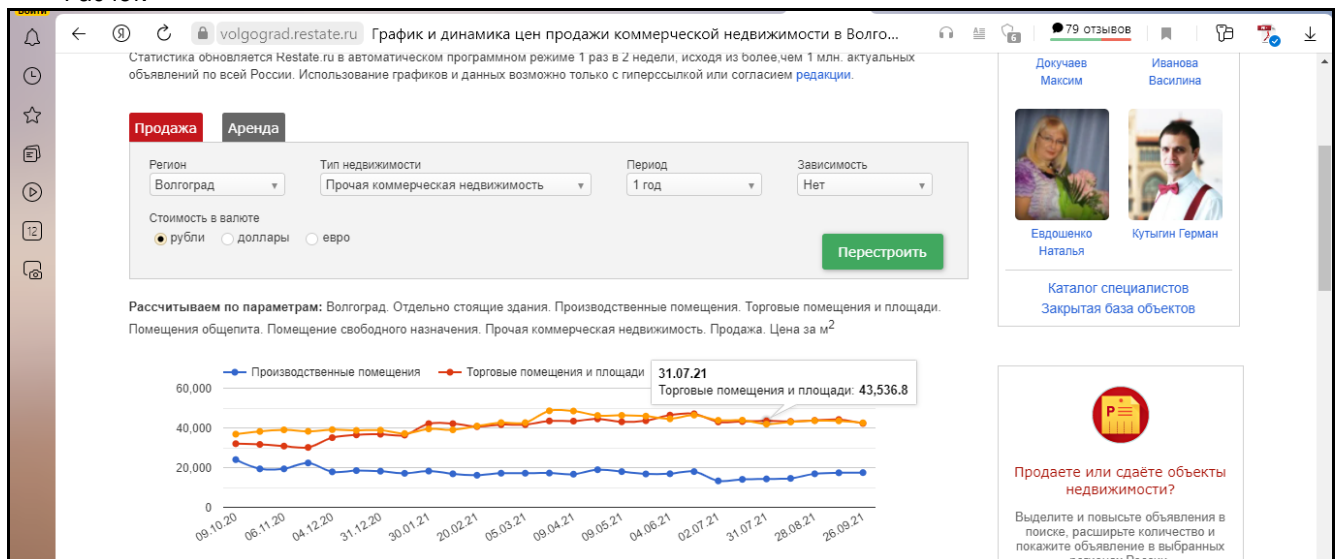 Войти
volgograd.restate.ru График и динамика цен продажи коммерческой недвижимости в Волго...
6
79 отзывов
12
Статистика обновляется Restate.ru в автоматическом программном режиме 1 раз в 2 недели, исходя из более,чем 1 млн. актуальных
объявлений по всей России. Использование графиков и данных возможно только с гиперссылкой или согласием редакции.
Продажа Аренда
Регион Тип недвижимости Период Зависимость
Волгоград Прочая коммерческая недвижимость 1 год Нет
Стоимость в валюте
рубли доллары евро
Перестроить
Рассчитываем по параметрам: Волгоград. Отдельно стоящие здания. Производственные помещения. Торговые помещения и площади.
Помещения общепита. Помещение свободного назначения. Прочая коммерческая недвижимость. Продажа. Цена за м2
Производственные помещения Торговые помещения и площади
31.07.21
Торговые помещения и площади: 43,536.8
60,000
40,000
20,000
0
09.10.20 06.11.20 04.12.20 31.12.20 30.01.21 20.02.21 05.03.21 09.04.21 09.05.21 04.06.21 02.07.21 31.07.21 28.08.21 26.09.21
Докучаев Иванова
Максим Василина
Евдошенко Кутыгин Герман
Наталья
Каталог специалистов
Закрытая база объектов
P
Продаете или сдаёте объекты
недвижимости?
Выделите и повысьте объявления в
поиске, расширьте количество и
покажите объявление в выбранных